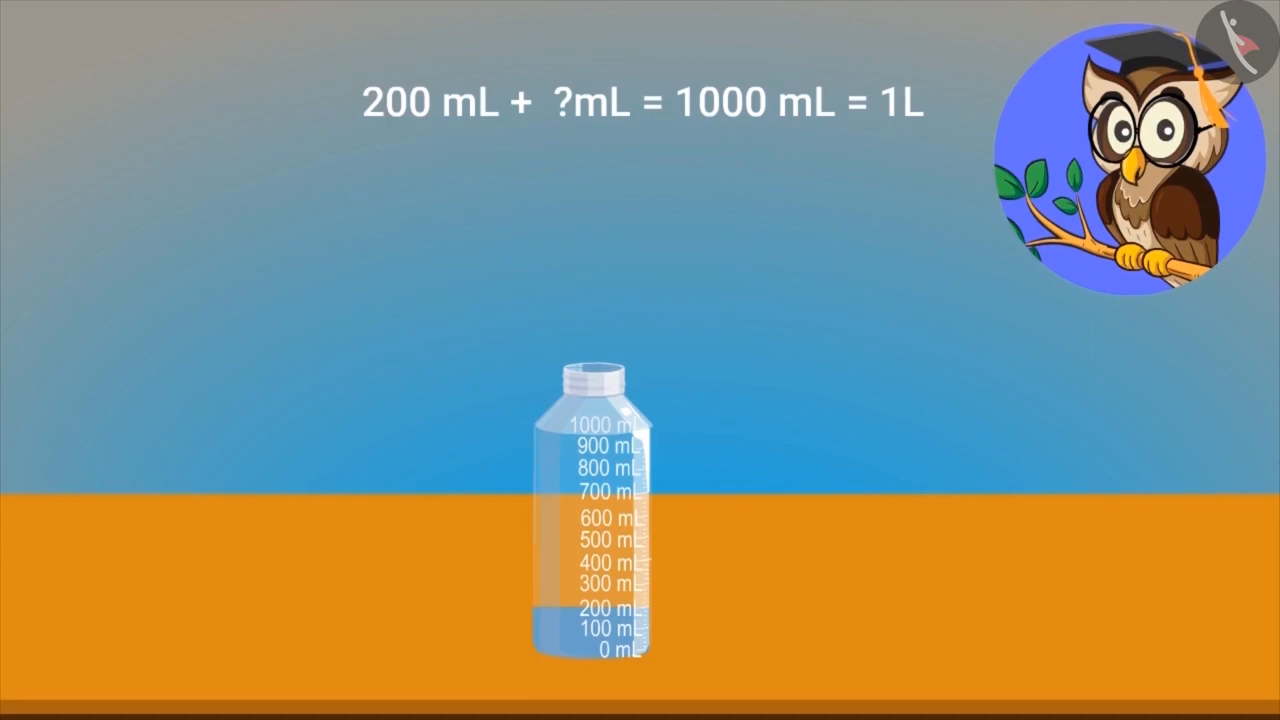 200 mL + ?mL = 1000 mL = 1L
1000 mL
900 mL
800 mL
700 mL
600 mL
500 mL
400 mL
300 mL
200 mL
100 mL
0 mL